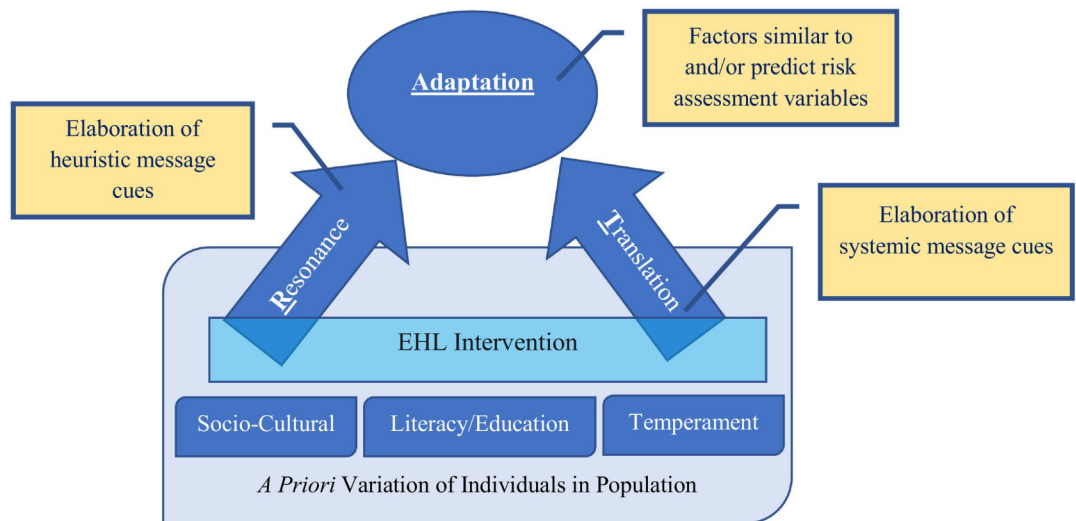 Adaptation
Factors similar to
and/or predict risk
assessment variables
Elaboration of
heuristic message
cues
Resonance
Translation
Elaboration of
systemic message cues
EHL Intervention
Socio-Cultural
Literacy/Education
Temperament
A Priori Variation of Individuals in Population